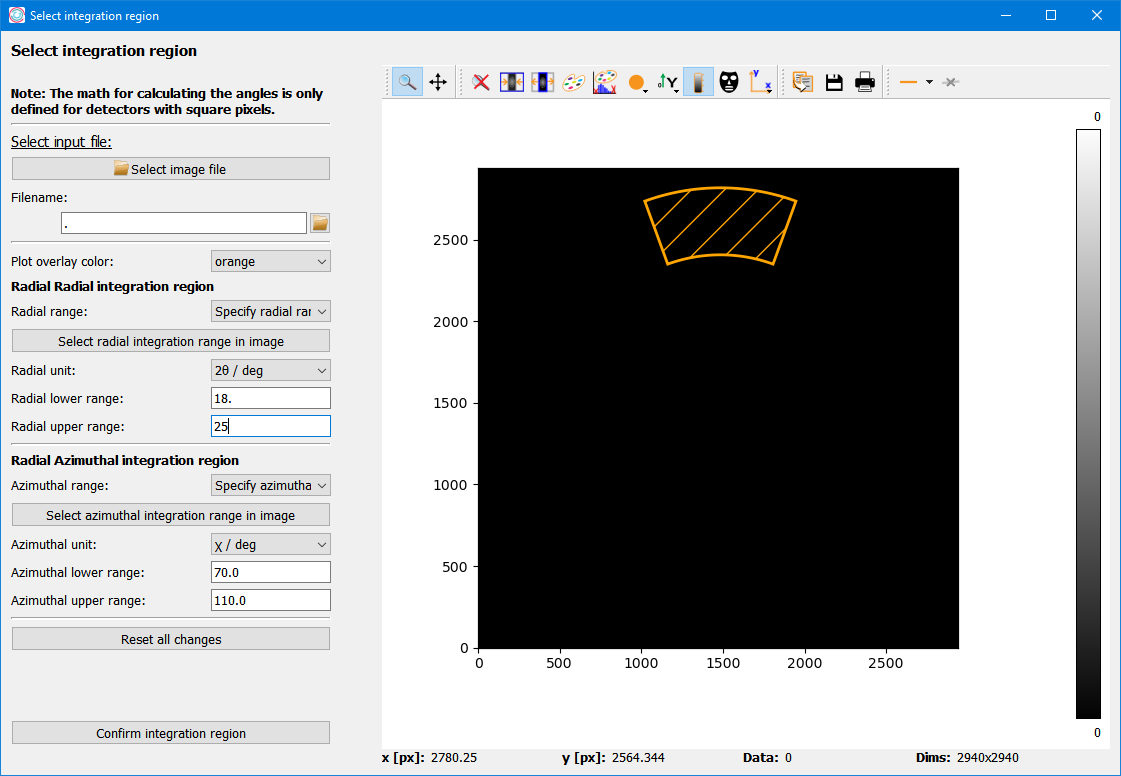 Select integration region
Select integration region
Note: The math for calculating the angles is only
defined for detectors with square pixels.
Select input file:
Select image file
Filename:
.
Plot overlay color: orange
Radial Radial integration region
Radial range: Specify radial rar
Select radial integration range in image
Radial unit: 2θ / deg
Radial lower range: 18.
Radial upper range: 25
Radial Azimuthal integration region
Azimuthal range: Specify azimutha
Select azimuthal integration range in image
Azimuthal unit: χ / deg
Azimuthal lower range: 70.0
Azimuthal upper range: 110.0
Reset all changes
Confirm integration region
Y
y
x
0
2500
2000
1500
1000
500
0
0 500 1000 1500 2000 2500
0
x [px]: 2780.25 y [px]: 2564.344 Data: 0 Dims: 2940x2940